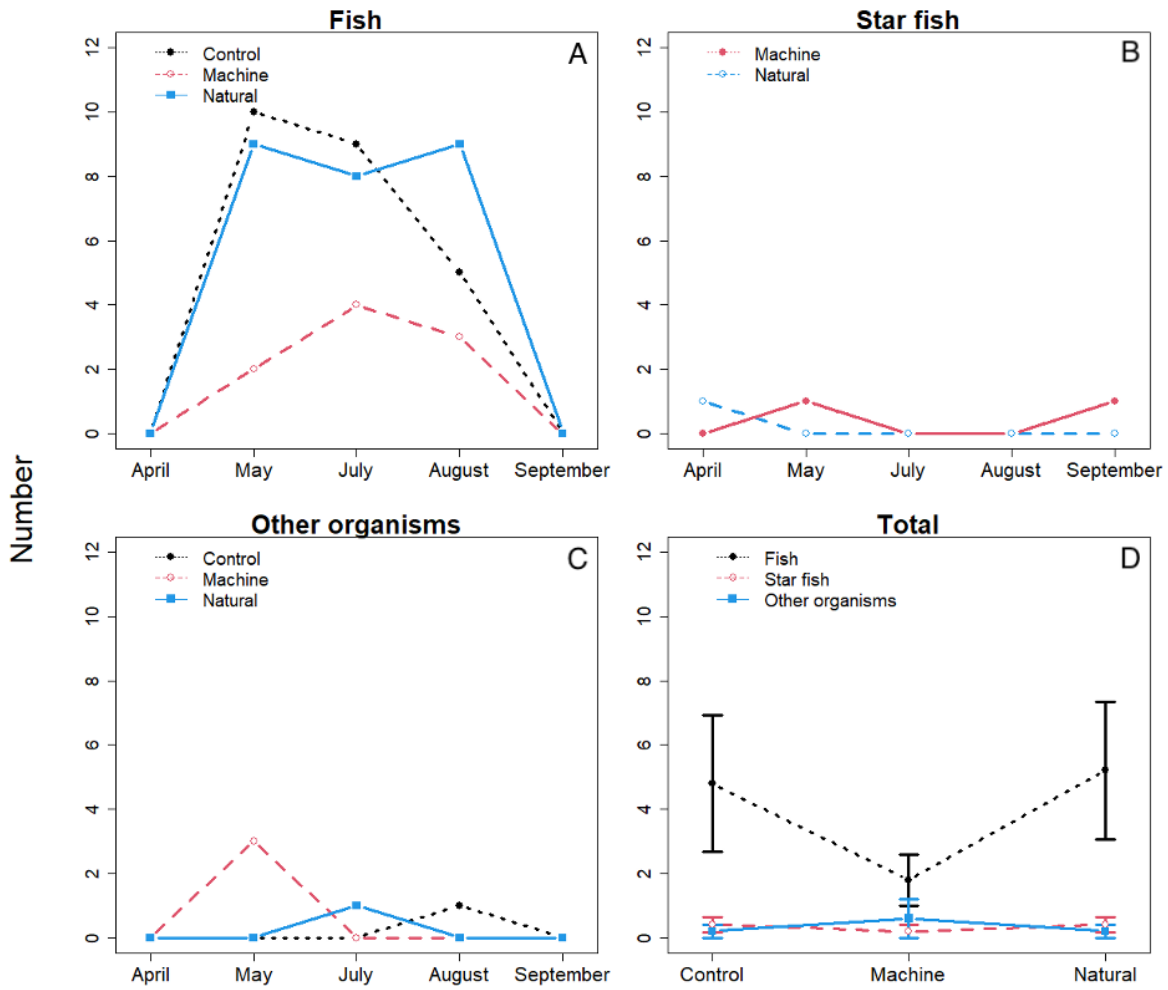 Fish
A
Control
Machine
Natural
12
10
8
6
4
2
0
April May July August September
Star fish
B
Machine
Natural
12
10
8
6
4
2
0
April May July August September
Number
Other organisms
C
Control
Machine
Natural
12
10
8
6
4
2
0
April May July August September
Total
D
Fish
Star fish
Other organisms
12
10
8
6
4
2
0
Control Machine Natural